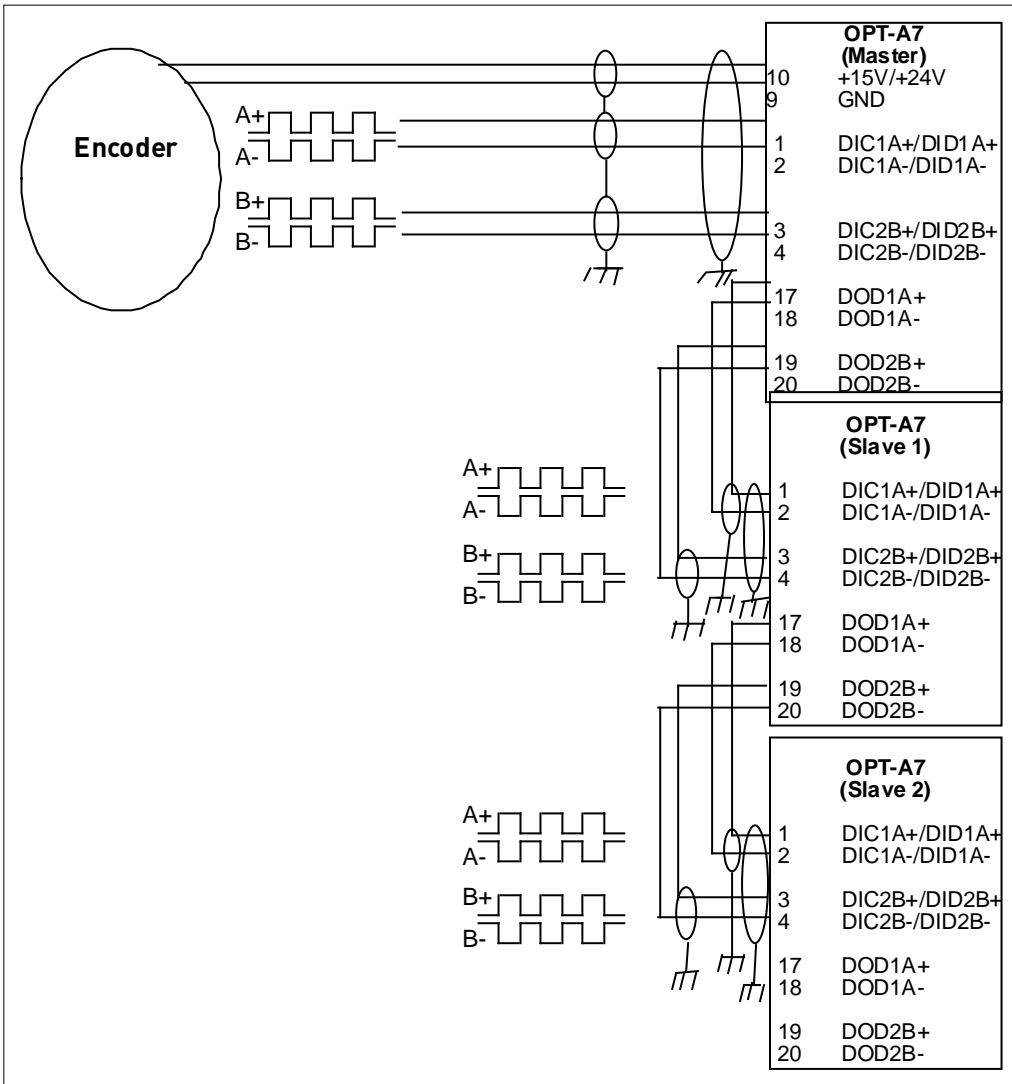 OPT-A7
(Master)
10 +15V/+24V
9 GND
A+
A-
Encoder
1 DIC1A+/DID1A+
2 DIC1A-/DID1A-
B+
B-
3 DIC2B+/DID2B+
4 DIC2B-/DID2B-
17 DOD1A+
18 DOD1A-
19 DOD2B+
20 DOD2B-
OPT-A7
(Slave 1)
A+
A-
1 DIC1A+/DID1A+
2 DIC1A-/DID1A-
B+
B-
3 DIC2B+/DID2B+
4 DIC2B-/DID2B-
17 DOD1A+
18 DOD1A-
19 DOD2B+
20 DOD2B-
OPT-A7
(Slave 2)
A+
A-
1 DIC1A+/DID1A+
2 DIC1A-/DID1A-
B+
B-
3 DIC2B+/DID2B+
4 DIC2B-/DID2B-
17 DOD1A+
18 DOD1A-
19 DOD2B+
20 DOD2B-